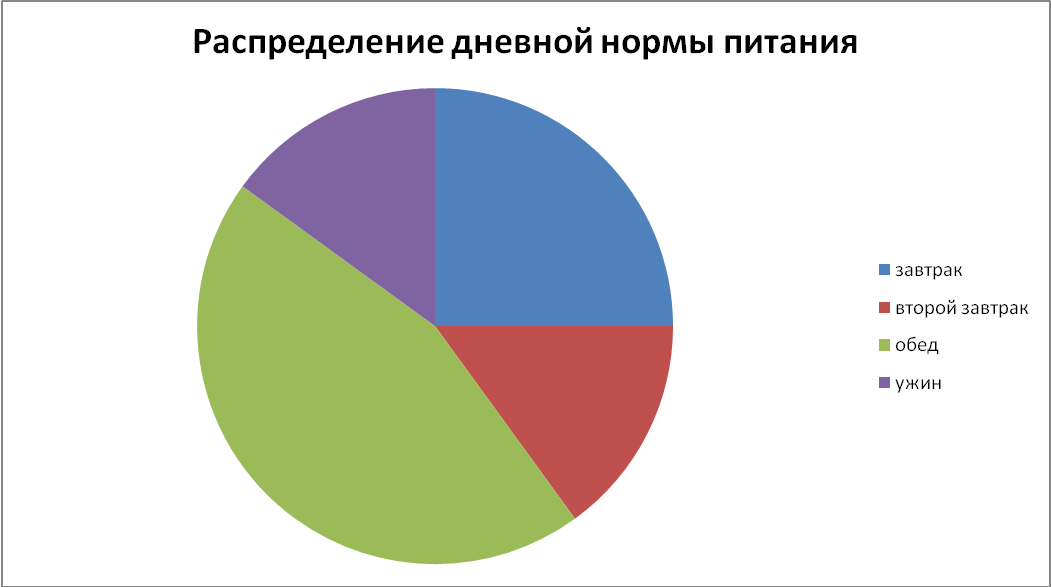 Распределение дневной нормы питания
завтрак
второй завтрак
обед
ужин